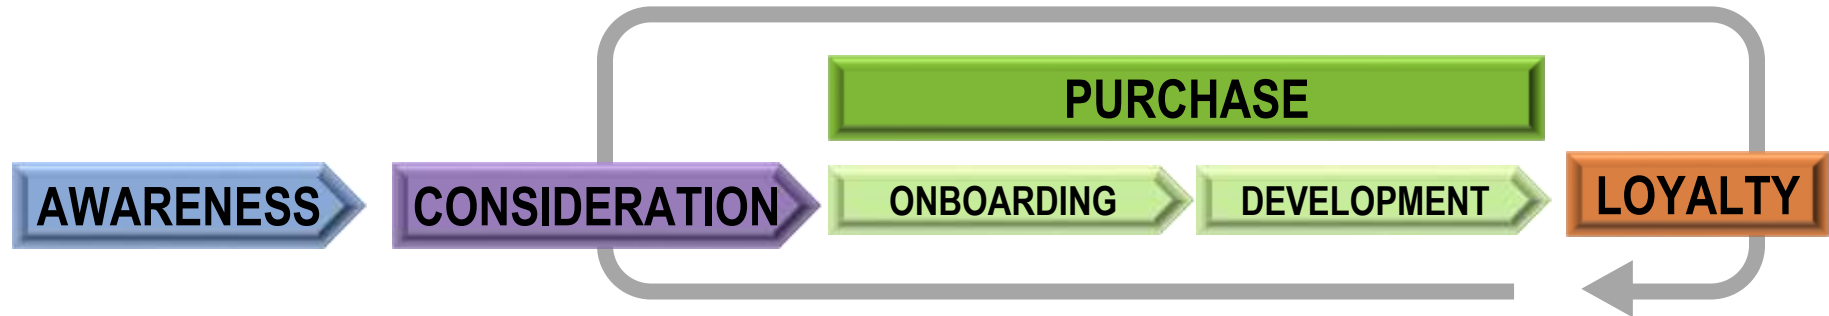 PURCHASE
AWARENESS
CONSIDERATION
ONBOARDING
DEVELOPMENT
LOYALTY